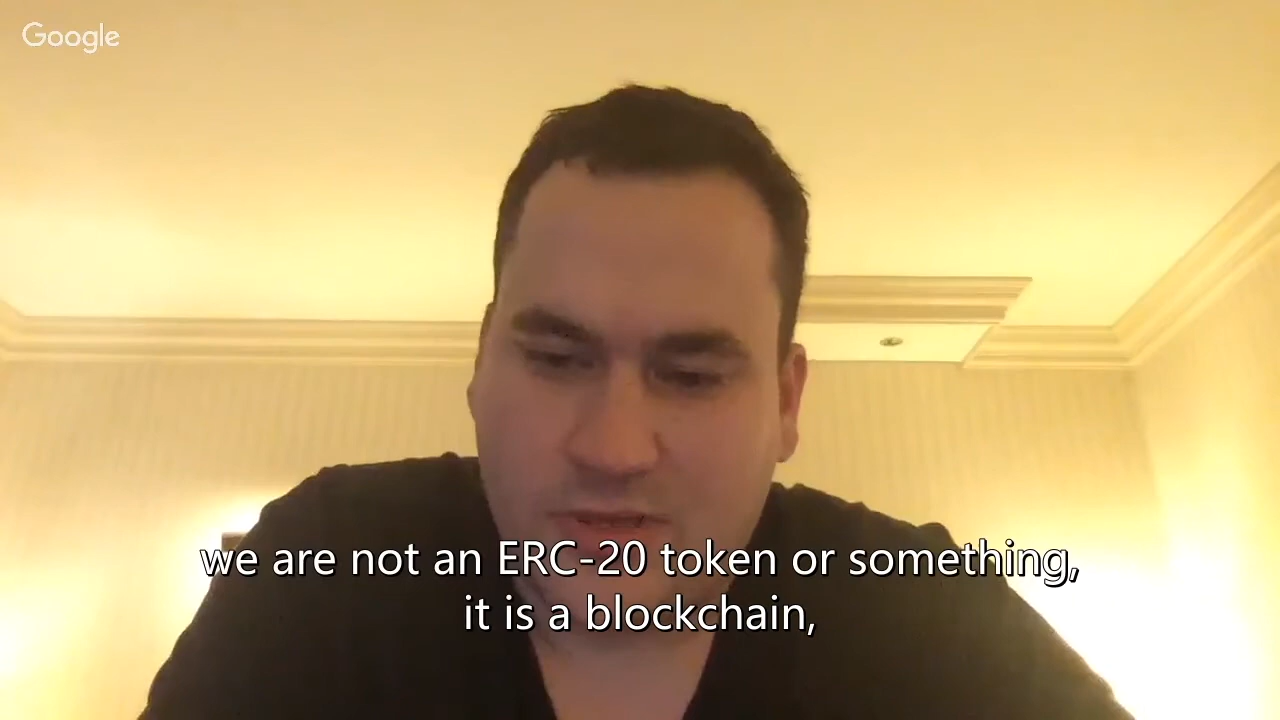 Google
we are not an ERC-20 token or something,
it is a blockchain,